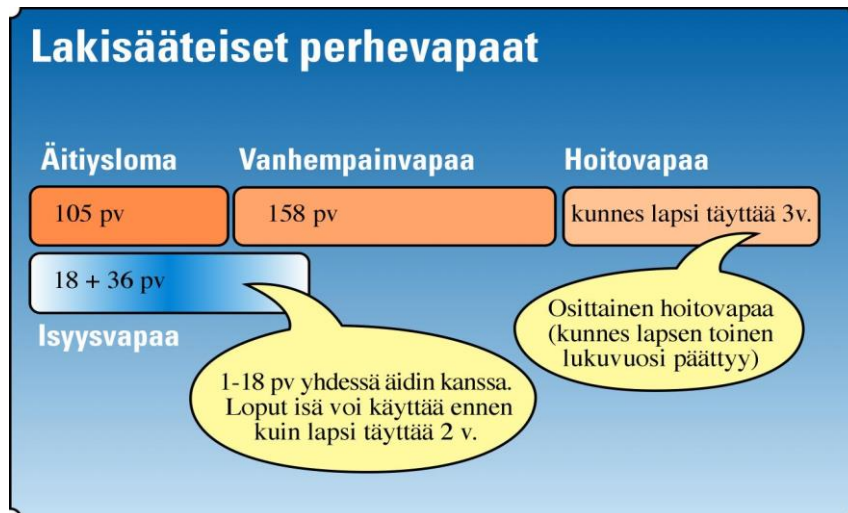 Lakisääteiset perhevapaat
Äitiysloma
Vanhempainvapaa
Hoitovapaa
105 pv
158 pv
kunnes lapsi täyttää 3v.
18 + 36 pv
Isyysvapaa
1-18 pv yhdessä äidin kanssa.
Loput isä voi käyttää ennen
kuin lapsi täyttää 2 v.
Osittainen hoitovapaa
(kunnes lapsen toinen
lukuvuosi päättyy)